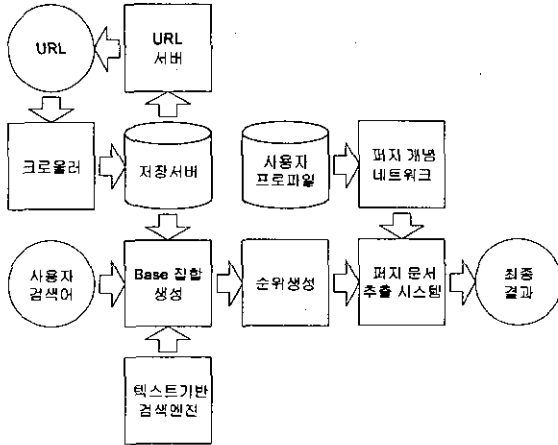 URL
URL
서버
크로울러
저장서버
사용자
프로파일
퍼지 개념
네트워크
사용자
검색어
Base 집합
생성
순위생성
퍼지 문서
추출 시스템
최종
결과
텍스트기반
검색엔진